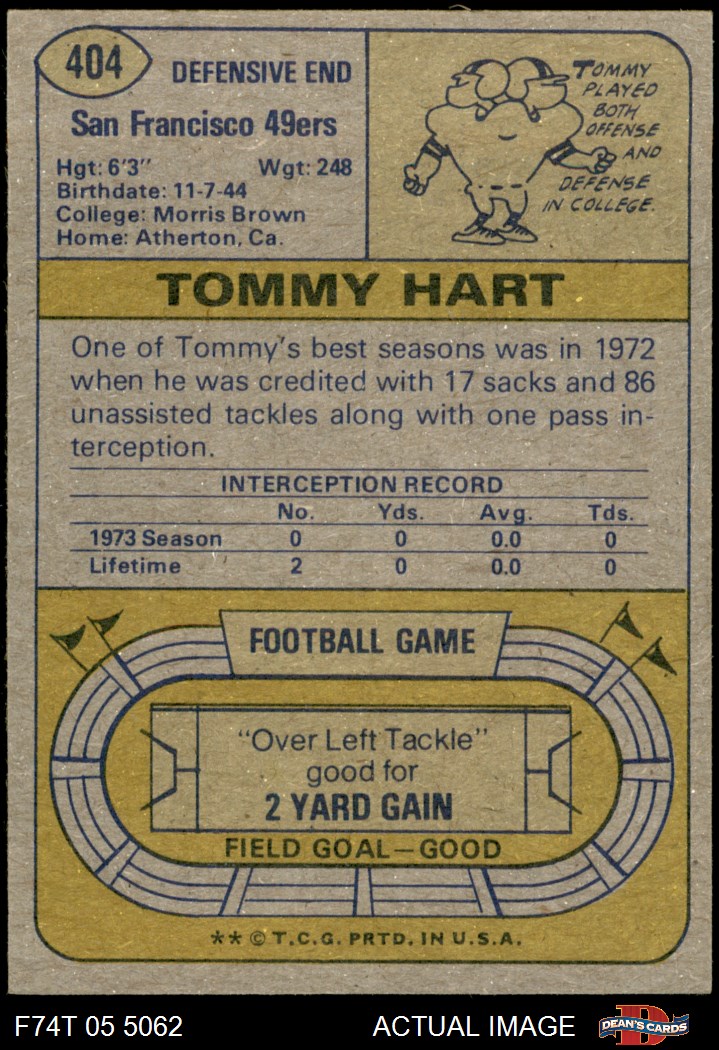 404
DEFENSIVE END
San Francisco 49ers
Hgt: 6'3" Wgt: 248
Birthdate: 11-7-44
College: Morris Brown
Home: Atherton, Ca.
TOMMY
PLAYED
BOTH
OFFENSE
AND
DEFENSE
IN COLLEGE.
TOMMY HART
One of Tommy's best seasons was in 1972
when he was credited with 17 sacks and 86
unassisted tackles along with one pass in-
terception.
INTERCEPTION RECORD
No. Yds. Avg. Tds.
1973 Season 0 0 0.0 0
Lifetime 2 0 0.0 0
FOOTBALL GAME
"Over Left Tackle"
good for
2 YARD GAIN
FIELD GOAL—GOOD
** © T.C.G. PRTD. IN U.S.A.
F74T 05 5062 ACTUAL IMAGE D DEAN'S CARDS